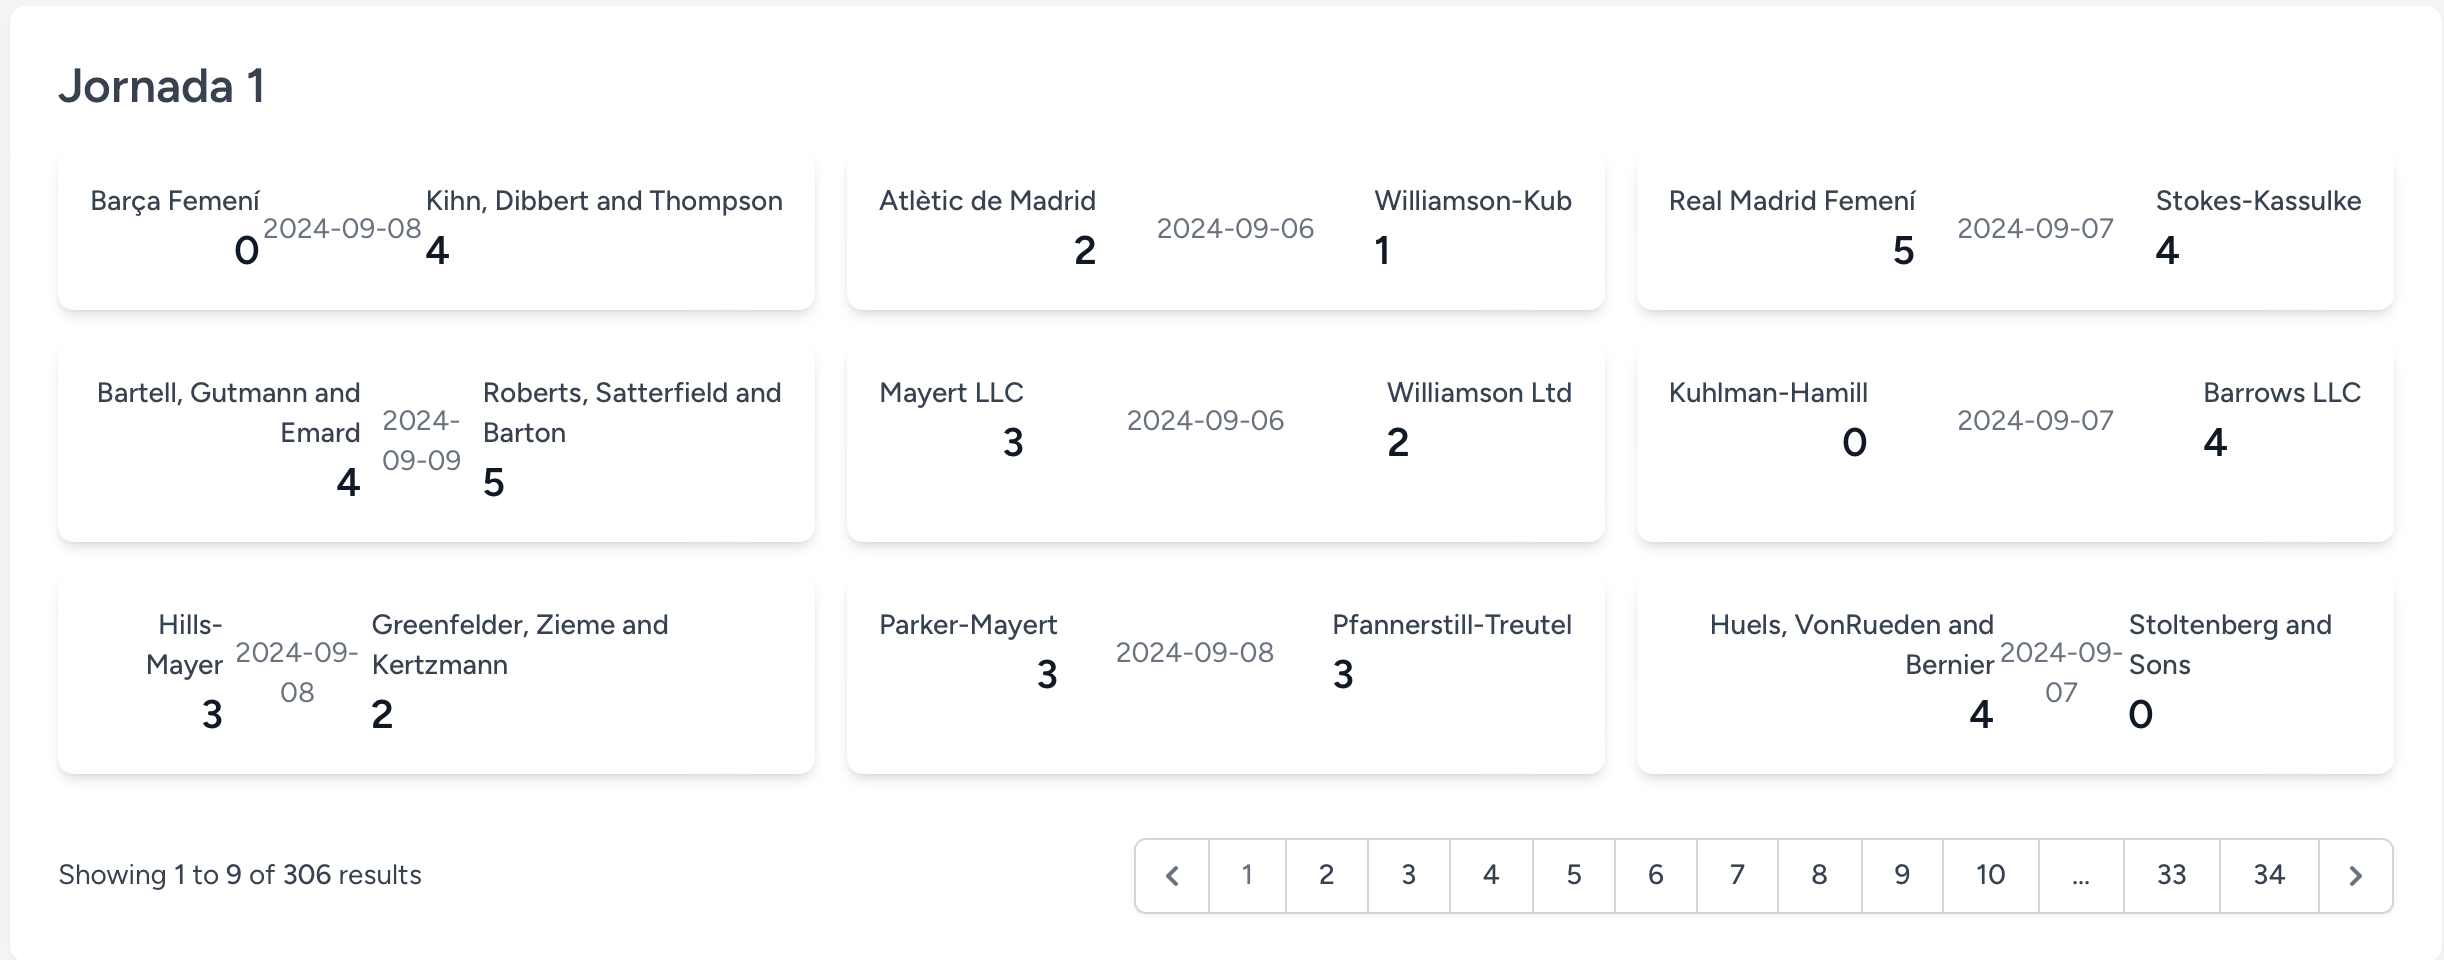 Jornada 1
Barça Femení
0
2024-09-08
Kihn, Dibbert and Thompson
4
Atlètic de Madrid
2
2024-09-06
Williamson-Kub
1
Real Madrid Femení
5
2024-09-07
Stokes-Kassulke
4
Bartell, Gutmann and
Emard
4
2024-
09-09
Roberts, Satterfield and
Barton
5
Mayert LLC
3
2024-09-06
Williamson Ltd
2
Kuhlman-Hamill
0
2024-09-07
Barrows LLC
4
Hills-
Mayer
3
2024-09-
08
Greenfelder, Zieme and
Kertzmann
2
Parker-Mayert
3
2024-09-08
Pfannerstill-Treutel
3
Huels, VonRueden and
Bernier
4
2024-09-
07
Stoltenberg and
Sons
0
Showing 1 to 9 of 306 results
1 2 3 4 5 6 7 8 9 10 ... 33 34